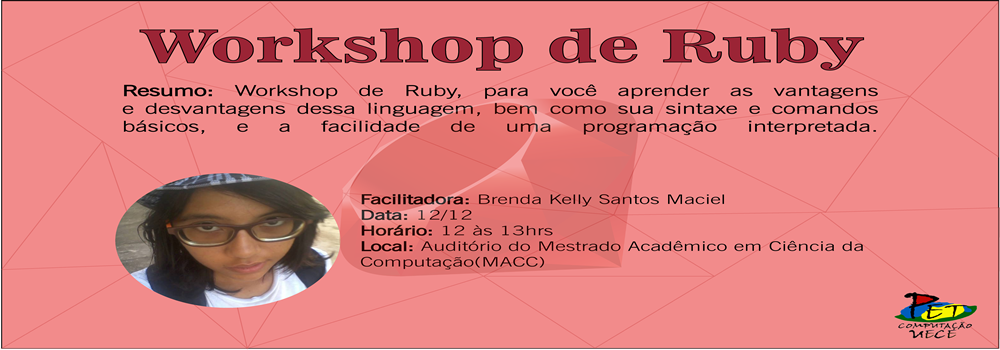 Workshop de Ruby
Resumo: Workshop de Ruby, para você aprender as vantagens
e desvantagens dessa linguagem, bem como sua sintaxe e comandos
básicos, e a facilidade de uma programação interpretada.
Facilitadora: Brenda Kelly Santos Maciel
Data: 12/12
Horário: 12 às 13hrs
Local: Auditório do Mestrado Acadêmico em Ciência da
Computação(MACC)
PET
COMPUTAÇÃO
UECE